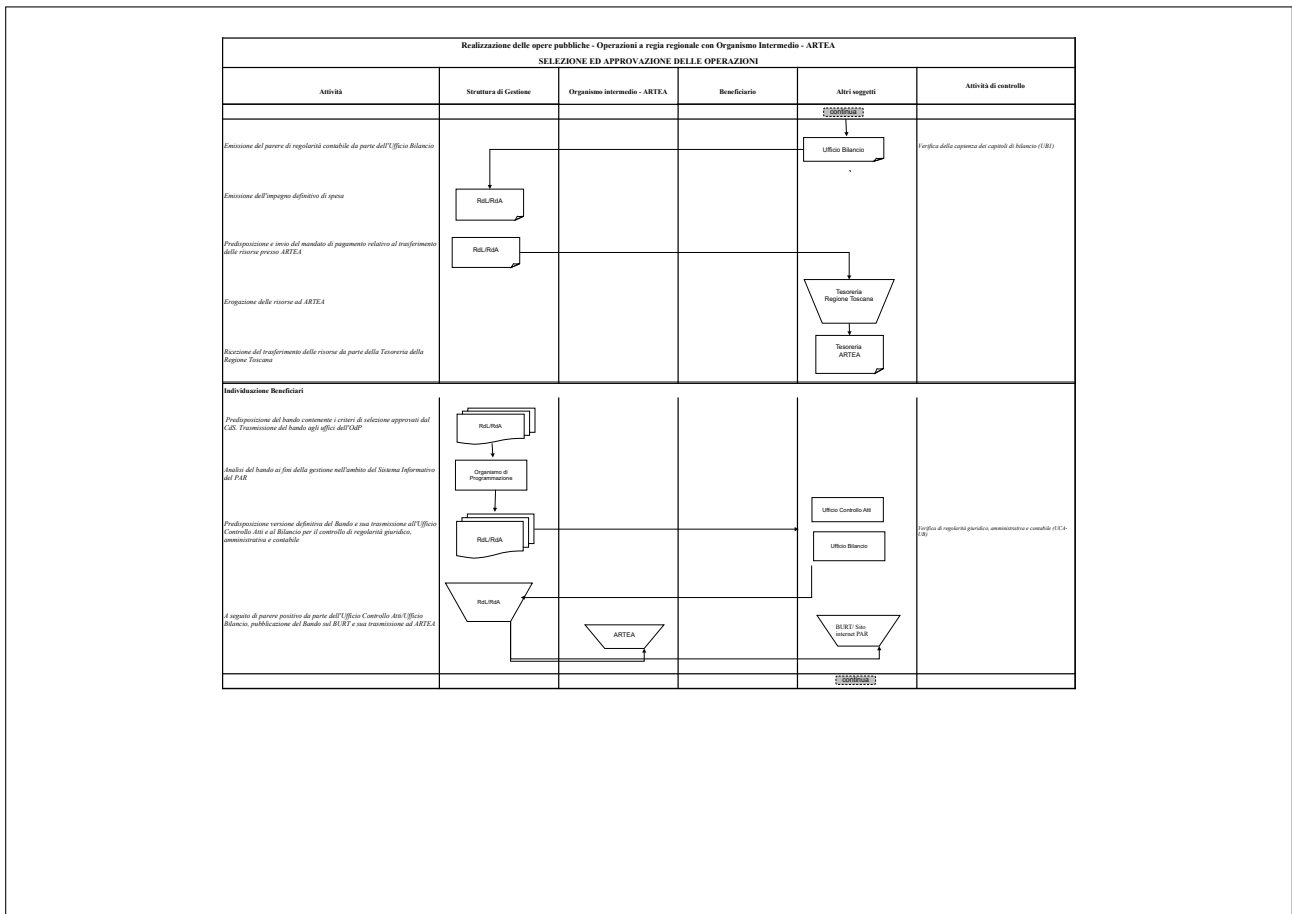 Realizzazione delle opere pubbliche - Operazioni a regia regionale con Organismo Intermedio - ARTEA
SELEZIONE ED APPROVAZIONE DELLE OPERAZIONI
Attività
Struttura di Gestione
Organismo intermedio - ARTEA
Beneficiario
Altri soggetti
Attività di controllo
continua
Emissione del parere di regolarità contabile da parte dell'Ufficio Bilancio
Ufficio Bilancio
Verifica della capienza dei capitoli di bilancio (UB1)
Emissione dell'impegno definitivo di spesa
RdL/RdA
Predisposizione e invio del mandato di pagamento relativo al trasferimento
delle risorse presso ARTEA
RdL/RdA
Erogazione delle risorse ad ARTEA
Tesoreria
Regione Toscana
Ricezione del trasferimento delle risorse da parte della Tesoreria della
Regione Toscana
Tesoreria
ARTEA
Individuazione Beneficiari
Predisposizione del bando contenente i criteri di selezione approvati dal
CdS. Trasmissione del bando agli uffici dell'OdP
RdL/RdA
Analisi del bando ai fini della gestione nell'ambito del Sistema Informativo
del PAR
Organismo di
Programmazione
Predisposizione versione definitiva del Bando e sua trasmissione all'Ufficio
Controllo Atti e al Bilancio per il controllo di regolarità giuridico,
amministrativa e contabile
RdL/RdA
Ufficio Controllo Atti
Ufficio Bilancio
Verifica di regolarità giuridico, amministrativa e contabile (UCA-
UB)
A seguito di parere positivo da parte dell'Ufficio Controllo Atti/Ufficio
Bilancio, pubblicazione del Bando sul BURT e sua trasmissione ad ARTEA
RdL/RdA
ARTEA
BURT/ Sito
internet PAR
continua